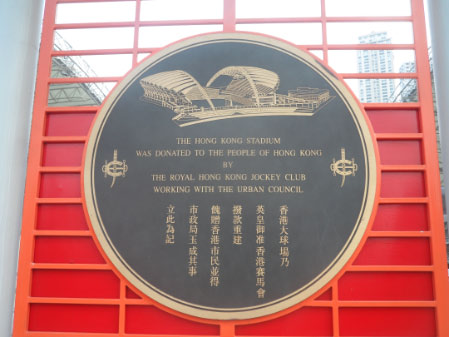 THE HONG KONG STADIUM
WAS DONATED TO THE PEOPLE OF HONG KONG
BY
THE ROYAL HONG KONG JOCKEY CLUB
WORKING WITH THE URBAN COUNCIL
香港大球場乃
英皇御准香港賽馬會
撥款重建
餽贈香港市民並得
市政局玉成其事
立此為記